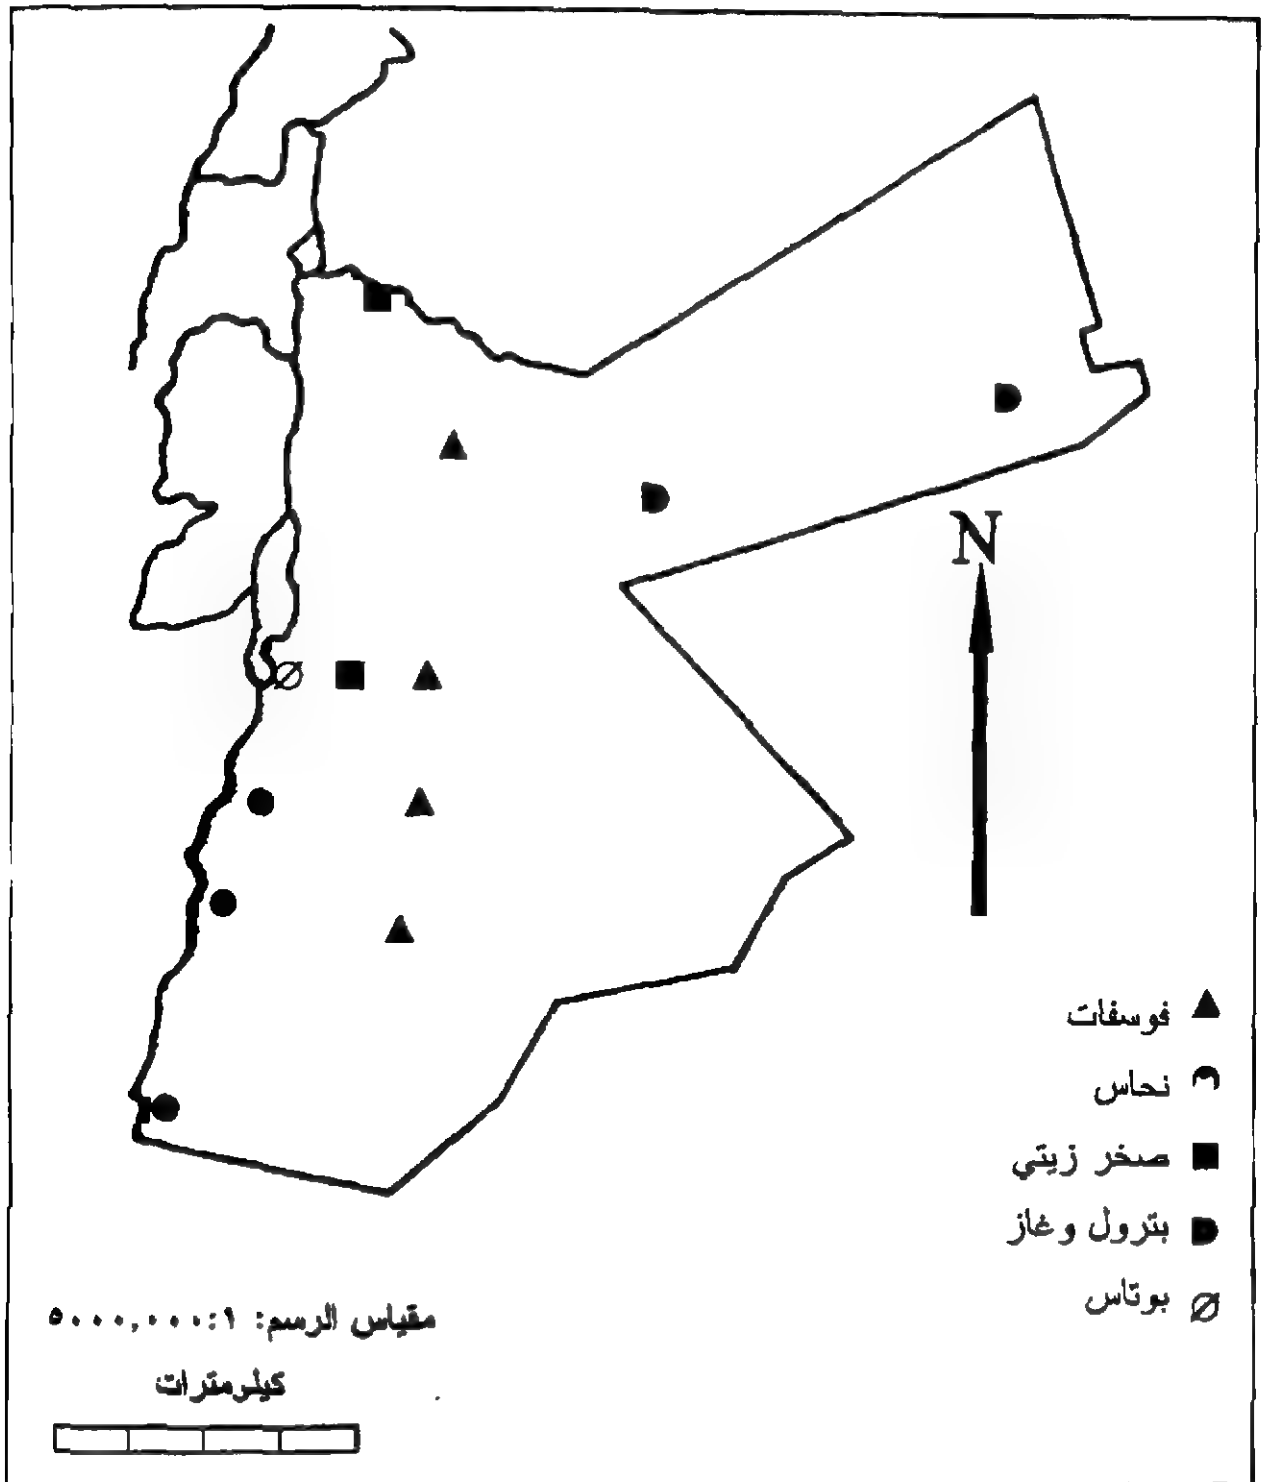 N
فوسفات
نحاس
صخر زيتي
بترول وغاز
بوتاس
مقياس الرسم: ١:٥٠٠٠,٠٠٠
كيلومترات